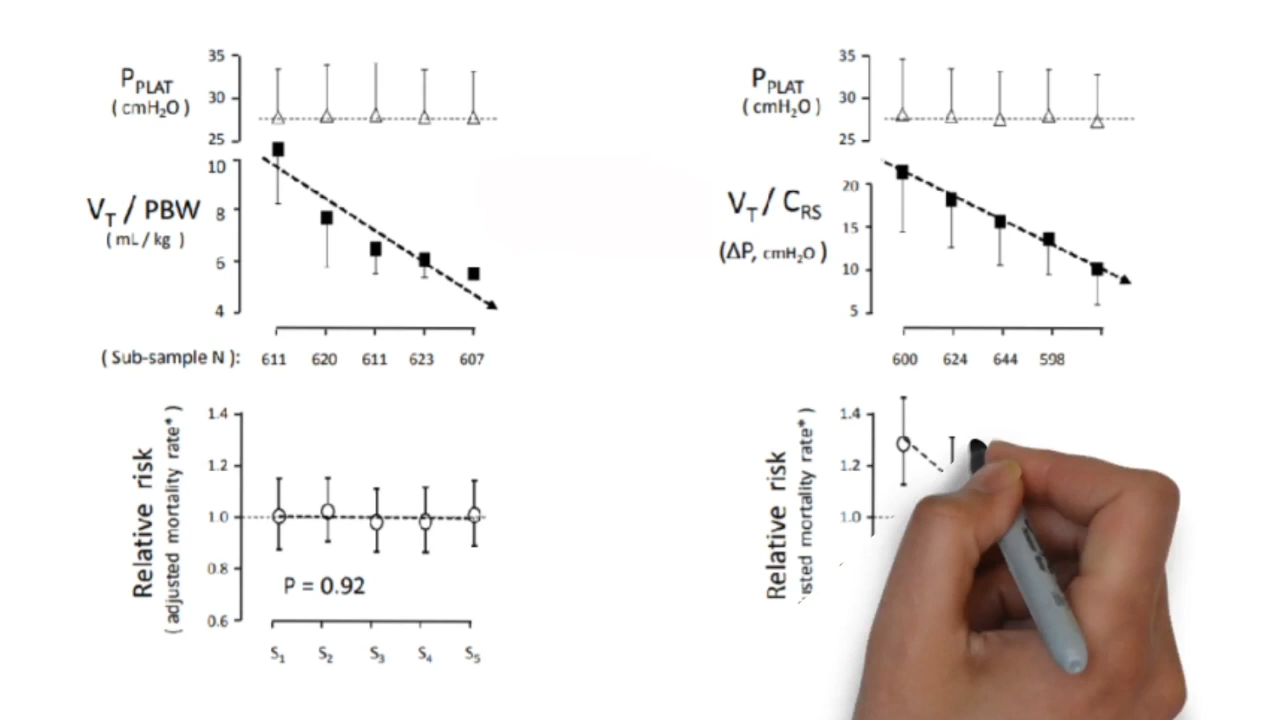 P_PLAT
( cmH₂O )
35
30
25
V_T / PBW
( mL / kg )
10
8
6
4
( Sub-sample N ): 611 620 611 623 607
Relative risk
( adjusted mortality rate* )
1.4
1.2
1.0
0.8
0.6
P = 0.92
S₁ S₂ S₃ S₄ S₅
P_PLAT
( cmH₂O )
35
30
25
V_T / C_RS
(ΔP, cmH₂O )
20
15
10
5
600 624 644 598
Relative risk
mortality rate* )
1.4
1.2
1.0